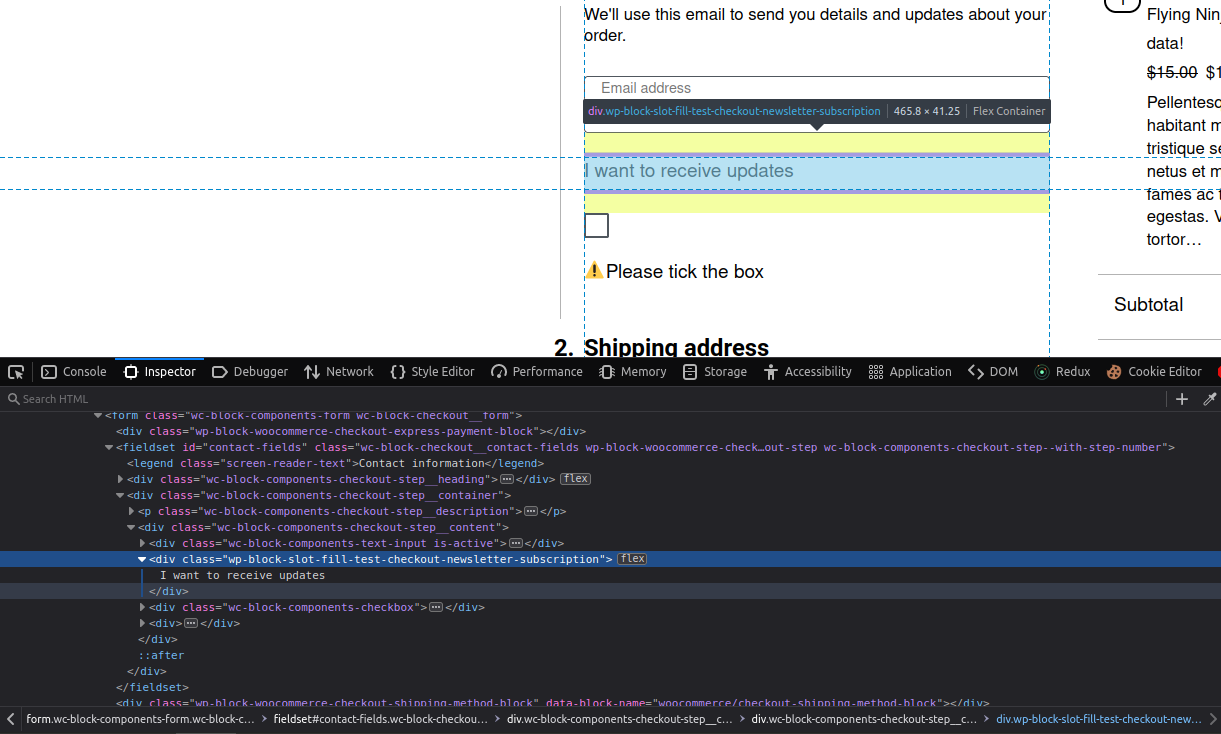 We'll use this email to send you details and updates about your
order.
Email address
div.wp-block-slot-fill-test-checkout-newsletter-subscription 465.8 × 41.25 Flex Container
I want to receive updates
⚠️Please tick the box
2. Shipping address
Flying Nin
data!
$15.00 $1
Pellentesq
habitant m
tristique se
netus et m
fames ac t
egestas. V
tortor…
Subtotal
Console Inspector Debugger Network Style Editor Performance Memory Storage Accessibility Application DOM Redux Cookie Editor
Search HTML
<form class="wc-block-components-form wc-block-checkout__form">
<div class="wp-block-woocommerce-checkout-express-payment-block"></div>
<fieldset id="contact-fields" class="wc-block-checkout__contact-fields wp-block-woocommerce-check…out-step wc-block-components-checkout-step--with-step-number">
<legend class="screen-reader-text">Contact information</legend>
<div class="wc-block-components-checkout-step__heading">…</div> flex
<div class="wc-block-components-checkout-step__container">
<p class="wc-block-components-checkout-step__description">…</p>
<div class="wc-block-components-checkout-step__content">
<div class="wc-block-components-text-input is-active">…</div>
<div class="wp-block-slot-fill-test-checkout-newsletter-subscription"> flex
I want to receive updates
</div>
<div class="wc-block-components-checkbox">…</div>
<div>…</div>
</div>
::after
</div>
</fieldset>
<div class="wp-block-woocommerce-checkout-shipping-method-block" data-block-name="woocommerce/checkout-shipping-method-block"></div>
form.wc-block-components-form.wc-block-c… fieldset#contact-fields.wc-block-checkou… div.wc-block-components-checkout-step__c… div.wc-block-components-checkout-step__c… div.wp-block-slot-fill-test-checkout-new…